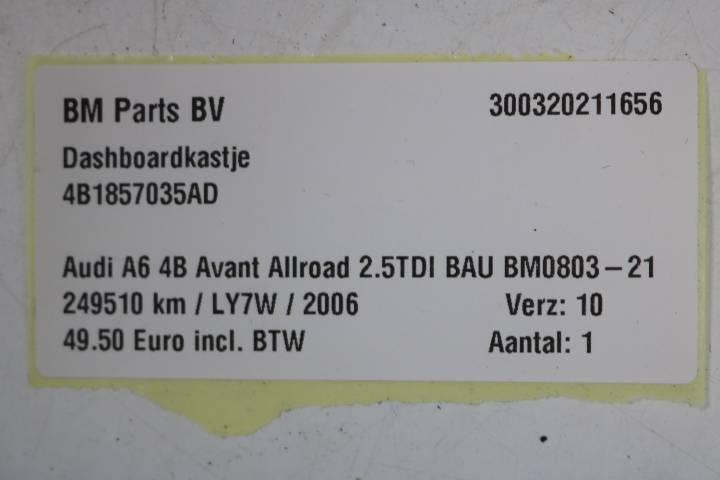 BM Parts BV 300320211656
Dashboardkastje
4B1857035AD
Audi A6 4B Avant Allroad 2.5TDI BAU BM0803-21
249510 km / LY7W / 2006 Verz: 10
49.50 Euro incl. BTW Aantal: 1